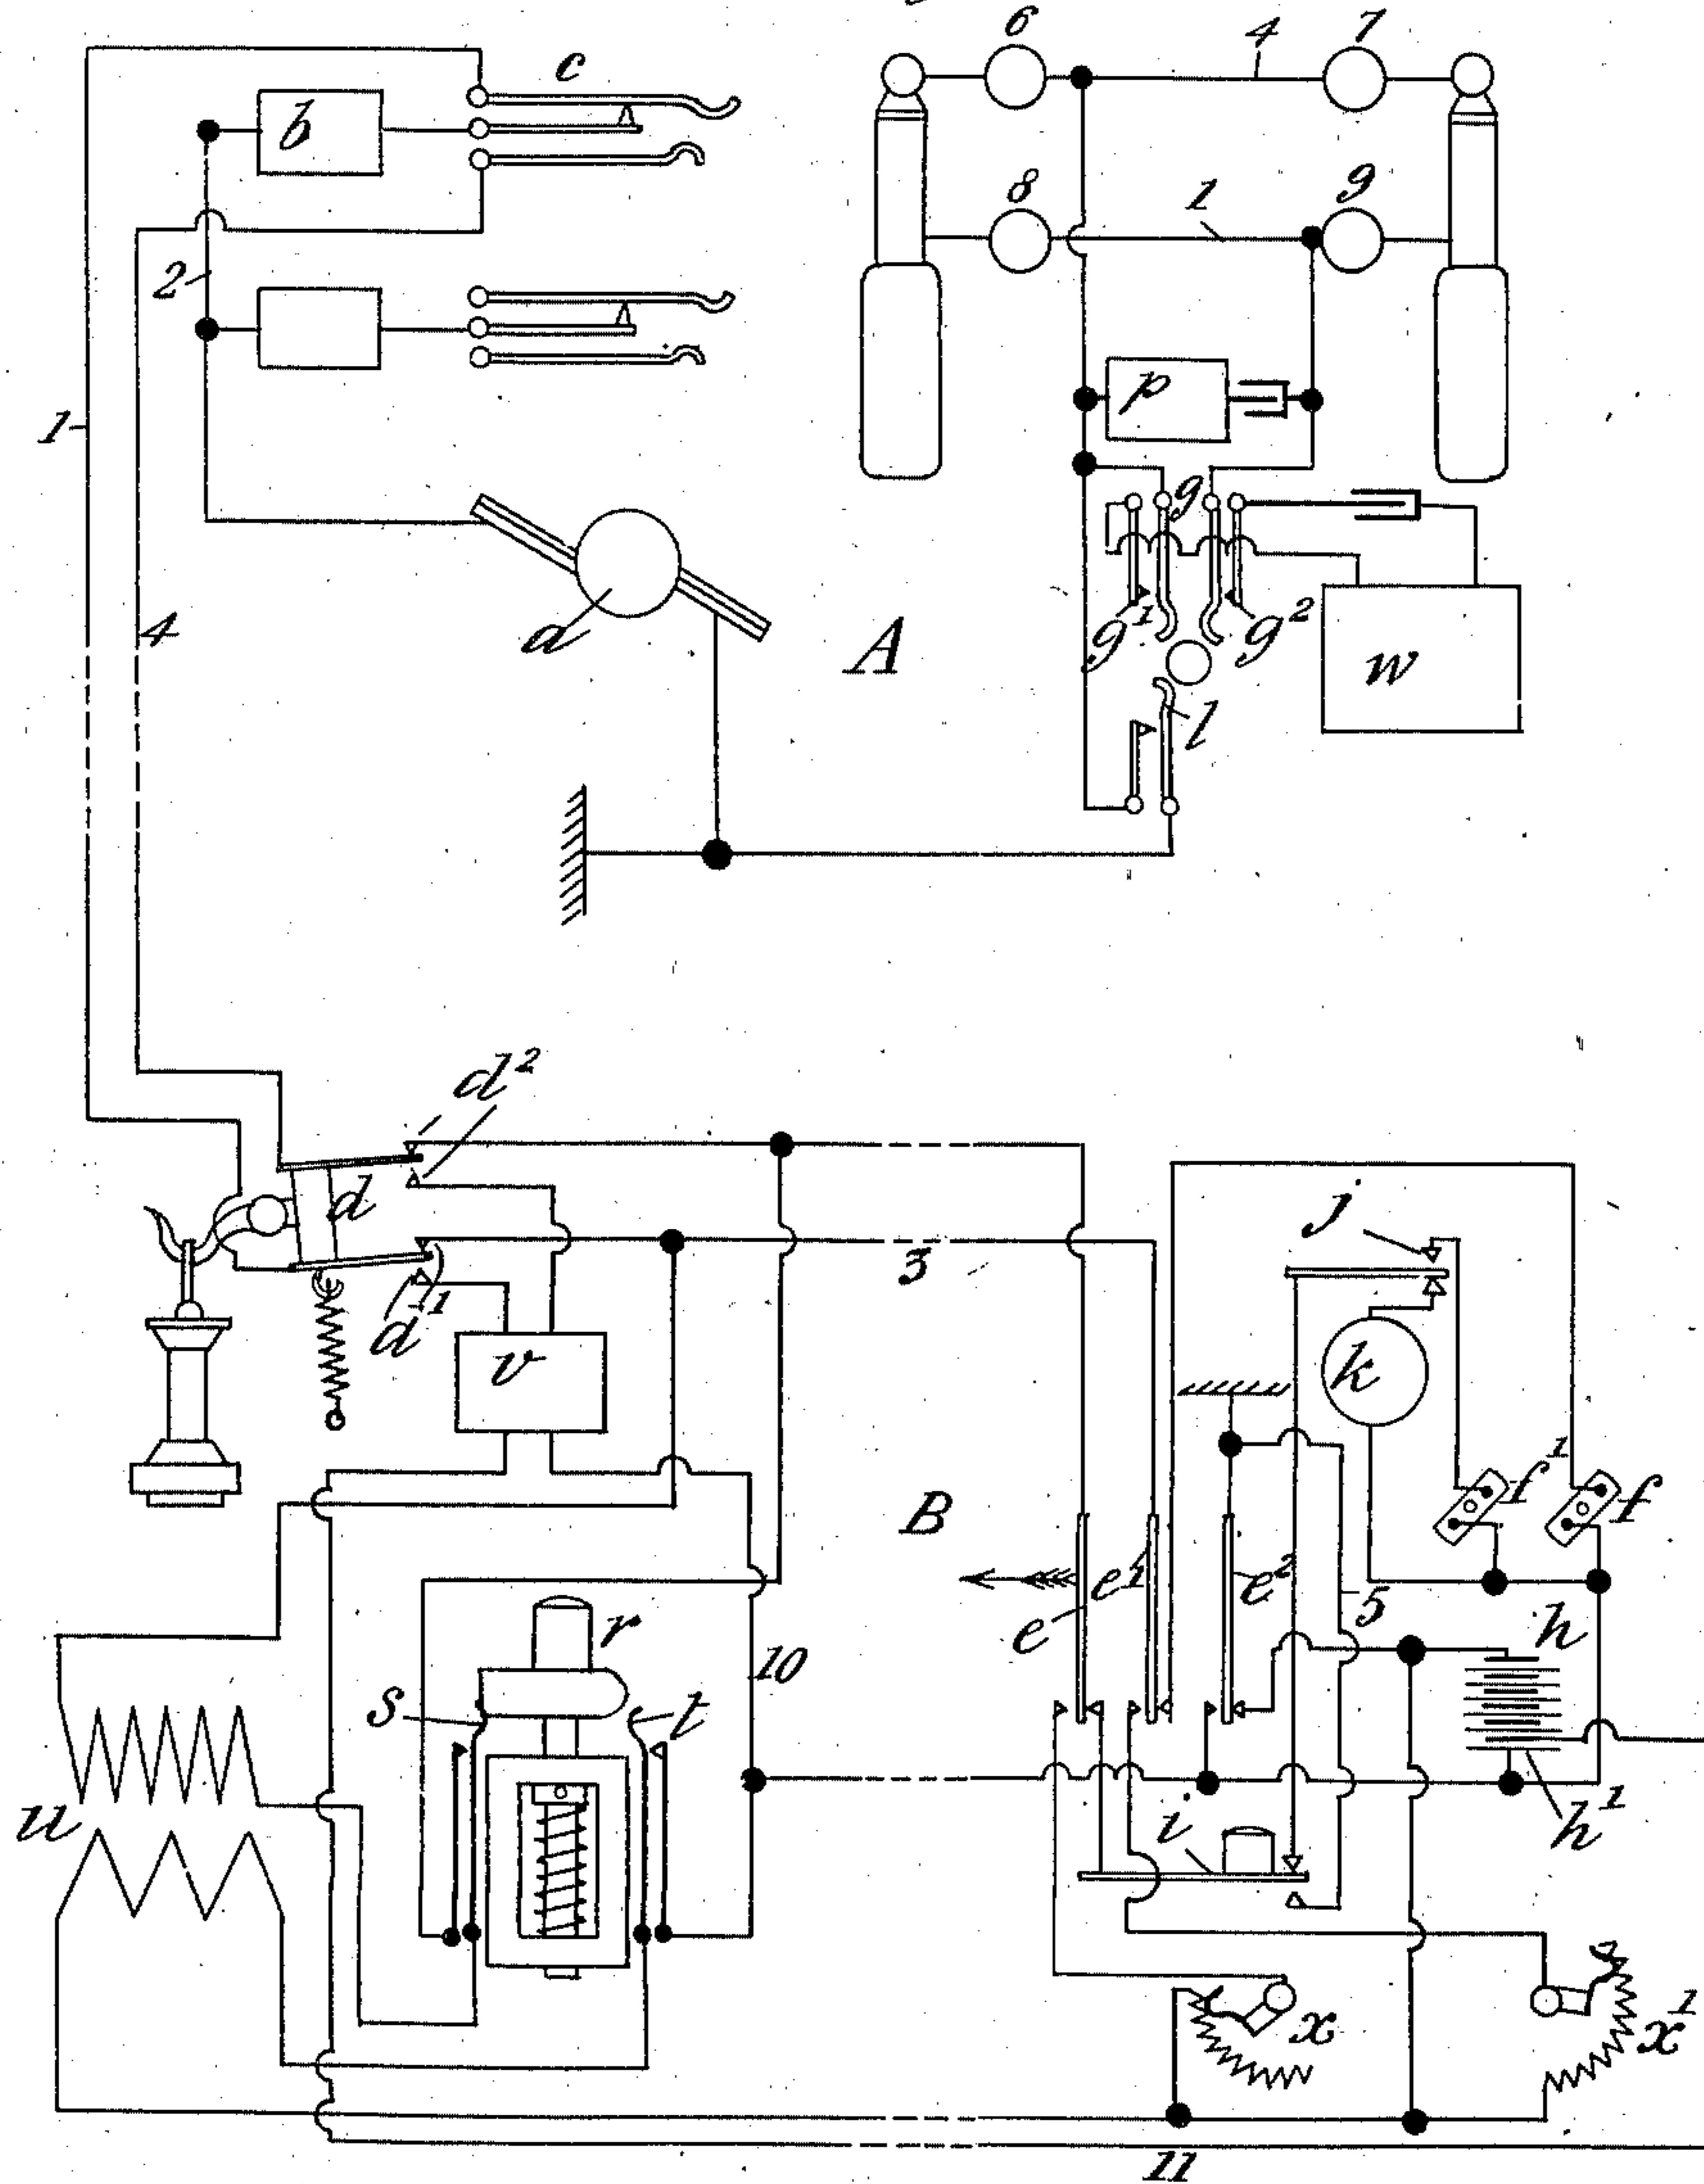 6 4 7
c
b
8 1 9
2
p
1
g
4
a A g¹ g² w
l
d²
d
j
3
d¹
v k
f¹ f
B
e e¹ e² 5 h
r
10
s t
u i h¹
x x¹
11